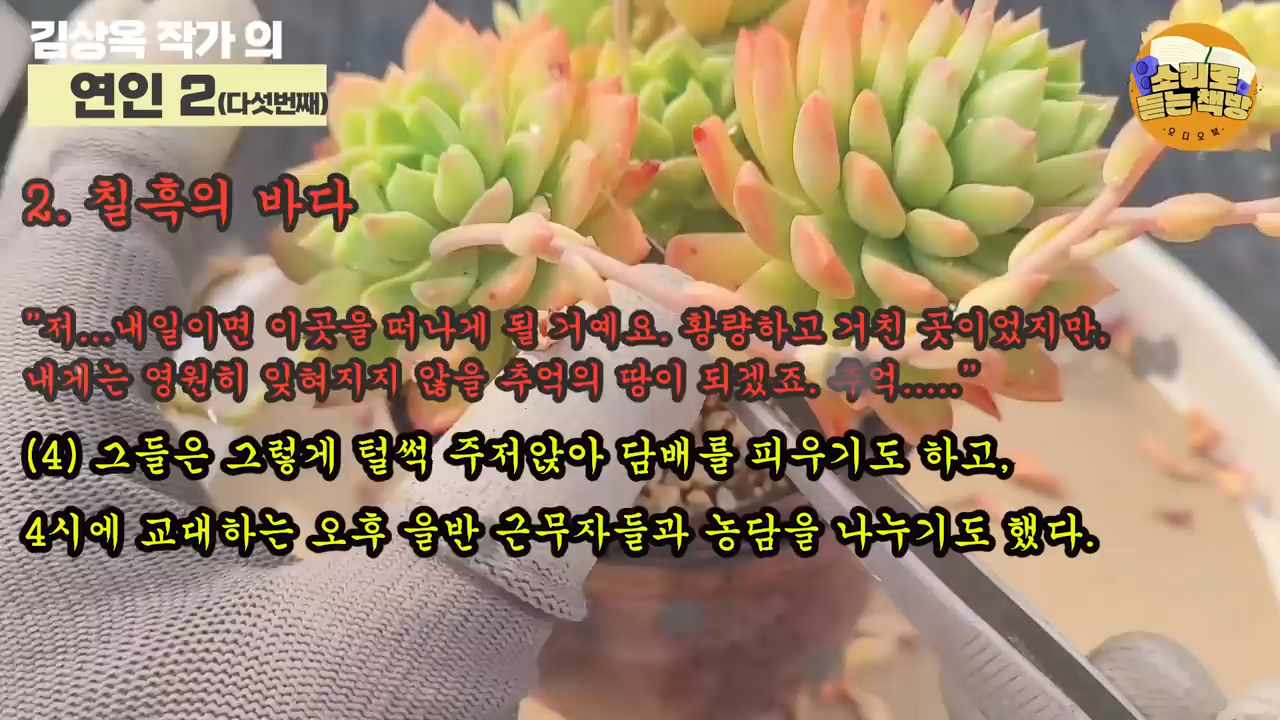 김상옥 작가 의
연인 2(다섯번째)
소리로
듣는 책방
·오디오북·
2. 칠흑의 바다
"저...내일이면 이곳을 떠나게 될 거예요. 황량하고 거친 곳이었지만,
내게는 영원히 잊혀지지 않을 추억의 땅이 되겠죠. 추억....."
(4) 그들은 그렇게 털썩 주저앉아 담배를 피우기도 하고,
4시에 교대하는 오후 을반 근무자들과 농담을 나누기도 했다.